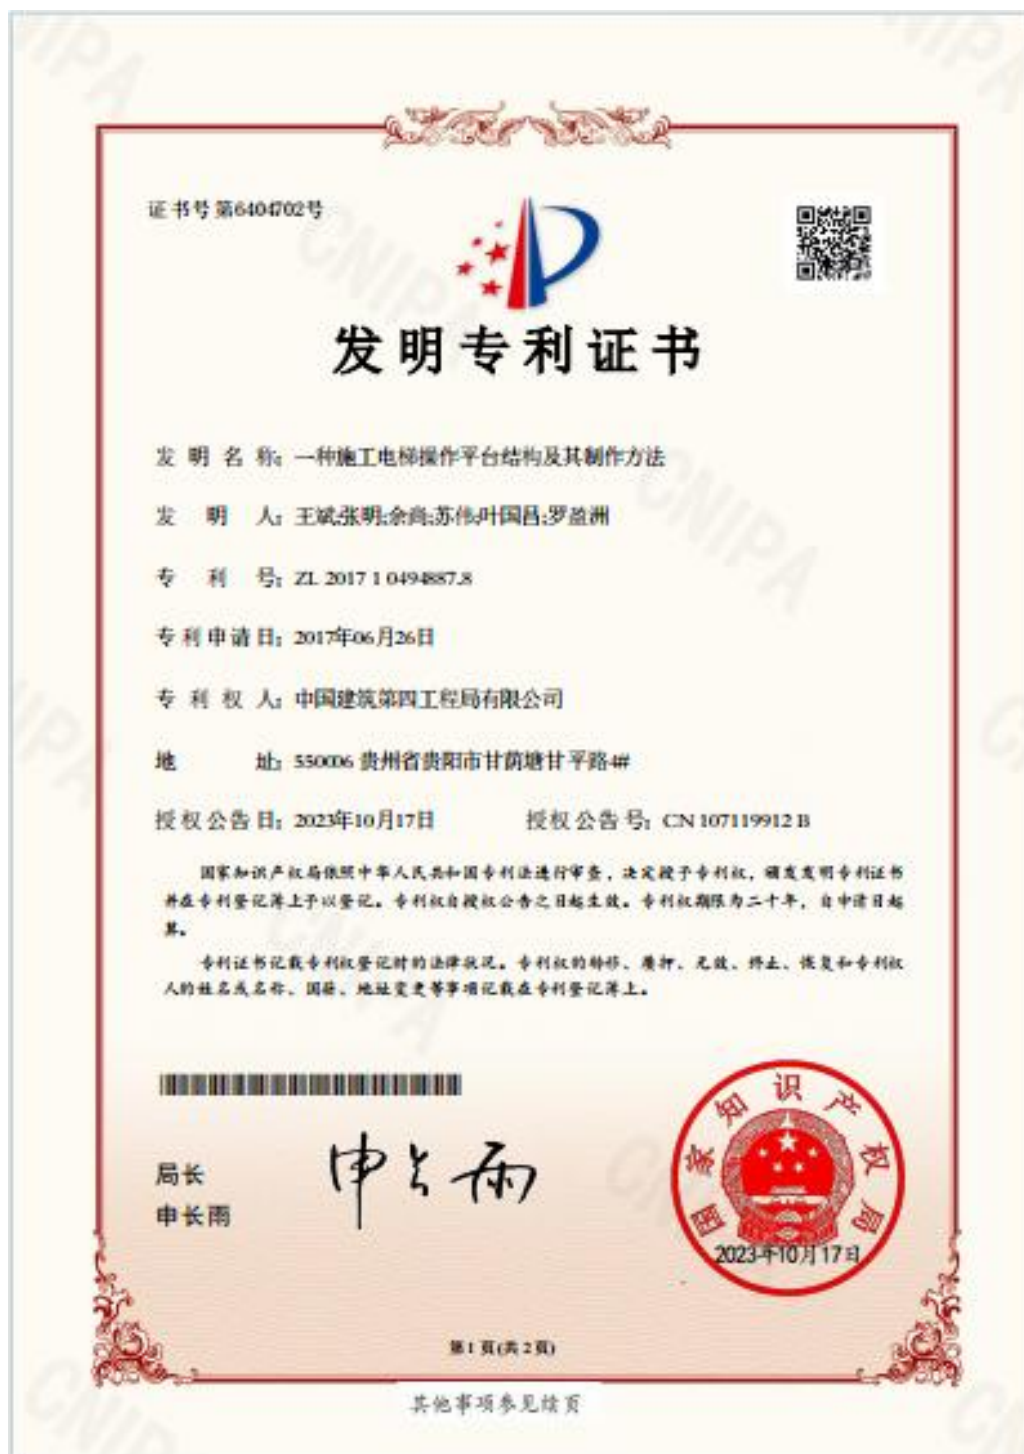 证书号第6404702号
发明专利证书
发明名称：一种施工电梯操作平台结构及其制作方法
发明人：王斌;张明;余尚;苏伟;叶国昌;罗盈洲
专利号：ZL 2017 1 0494887.8
专利申请日：2017年06月26日
专利权人：中国建筑第四工程局有限公司
地址：550006 贵州省贵阳市甘荫塘甘平路4#
授权公告日：2023年10月17日 授权公告号：CN 107119912 B
国家知识产权局依照中华人民共和国专利法进行审查，决定授予专利权，颁发发明专利证书
并在专利登记簿上予以登记。专利权自授权公告之日起生效。专利权期限为二十年，自申请日起
算。
专利证书记载专利权登记时的法律状况。专利权的转移、质押、无效、终止、恢复和专利权
人的姓名或名称、国籍、地址变更等事项记载在专利登记簿上。
局长
申长雨
申长雨
国家知识产权局
2023年10月17日
第1页(共2页)
其他事项参见续页
CNIPA